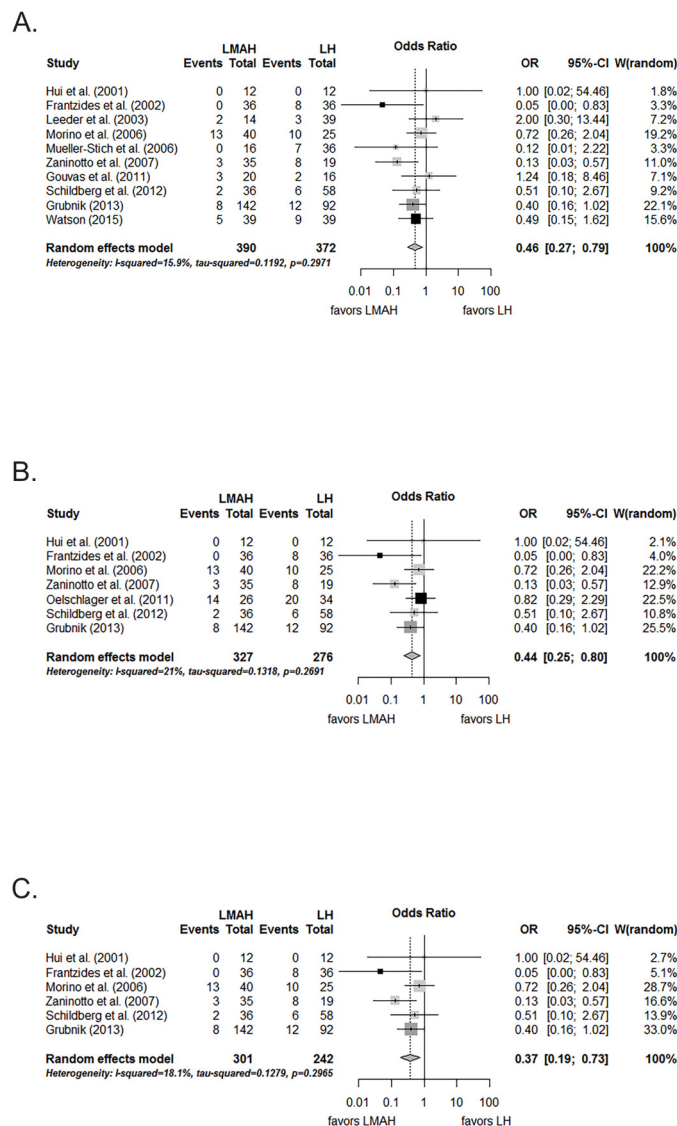 A.
Odds Ratio
LMAH LH
Study Events Total Events Total OR 95%-CI W(random)
Hui et al. (2001) 0 12 0 12 1.00 [0.02; 54.46] 1.8%
Frantzides et al. (2002) 0 36 8 36 0.05 [0.00; 0.83] 3.3%
Leeder et al. (2003) 2 14 3 39 2.00 [0.30; 13.44] 7.2%
Morino et al. (2006) 13 40 10 25 0.72 [0.26; 2.04] 19.2%
Mueller-Stich et al. (2006) 0 16 7 36 0.12 [0.01; 2.22] 3.3%
Zaninotto et al. (2007) 3 35 8 19 0.13 [0.03; 0.57] 11.0%
Gouvas et al. (2011) 3 20 2 16 1.24 [0.18; 8.46] 7.1%
Schildberg et al. (2012) 2 36 6 58 0.51 [0.10; 2.67] 9.2%
Grubnik (2013) 8 142 12 92 0.40 [0.16; 1.02] 22.1%
Watson (2015) 5 39 9 39 0.49 [0.15; 1.62] 15.6%
Random effects model 390 372 0.46 [0.27; 0.79] 100%
Heterogeneity: I-squared=15.9%, tau-squared=0.1192, p=0.2971
0.01 0.1 1 10 100
favors LMAH favors LH
B.
Odds Ratio
LMAH LH
Study Events Total Events Total OR 95%-CI W(random)
Hui et al. (2001) 0 12 0 12 1.00 [0.02; 54.46] 2.1%
Frantzides et al. (2002) 0 36 8 36 0.05 [0.00; 0.83] 4.0%
Morino et al. (2006) 13 40 10 25 0.72 [0.26; 2.04] 22.2%
Zaninotto et al. (2007) 3 35 8 19 0.13 [0.03; 0.57] 12.9%
Oelschlager et al. (2011) 14 26 20 34 0.82 [0.29; 2.29] 22.5%
Schildberg et al. (2012) 2 36 6 58 0.51 [0.10; 2.67] 10.8%
Grubnik (2013) 8 142 12 92 0.40 [0.16; 1.02] 25.5%
Random effects model 327 276 0.44 [0.25; 0.80] 100%
Heterogeneity: I-squared=21%, tau-squared=0.1318, p=0.2691
0.01 0.1 1 10 100
favors LMAH favors LH
C.
Odds Ratio
LMAH LH
Study Events Total Events Total OR 95%-CI W(random)
Hui et al. (2001) 0 12 0 12 1.00 [0.02; 54.46] 2.7%
Frantzides et al. (2002) 0 36 8 36 0.05 [0.00; 0.83] 5.1%
Morino et al. (2006) 13 40 10 25 0.72 [0.26; 2.04] 28.7%
Zaninotto et al. (2007) 3 35 8 19 0.13 [0.03; 0.57] 16.6%
Schildberg et al. (2012) 2 36 6 58 0.51 [0.10; 2.67] 13.9%
Grubnik (2013) 8 142 12 92 0.40 [0.16; 1.02] 33.0%
Random effects model 301 242 0.37 [0.19; 0.73] 100%
Heterogeneity: I-squared=18.1%, tau-squared=0.1279, p=0.2965
0.01 0.1 1 10 100
favors LMAH favors LH